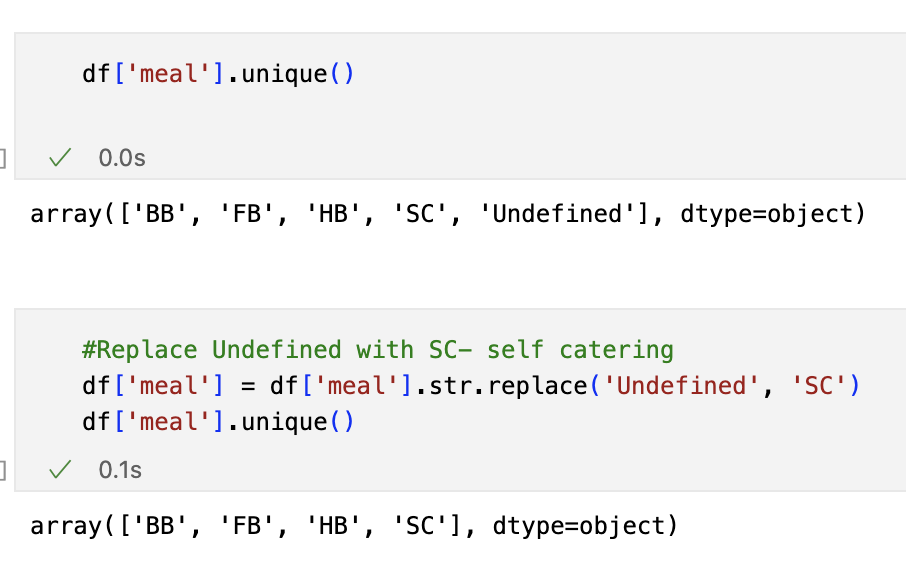 df['meal'].unique()
] ✓ 0.0s
array(['BB', 'FB', 'HB', 'SC', 'Undefined'], dtype=object)
#Replace Undefined with SC– self catering
df['meal'] = df['meal'].str.replace('Undefined', 'SC')
df['meal'].unique()
] ✓ 0.1s
array(['BB', 'FB', 'HB', 'SC'], dtype=object)